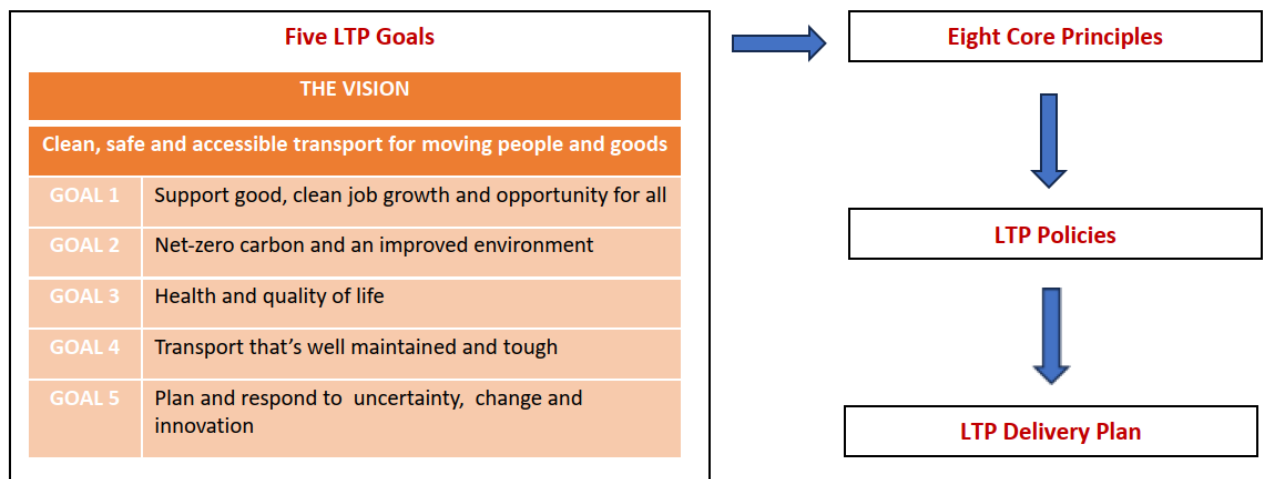 Five LTP Goals
THE VISION
Clean, safe and accessible transport for moving people and goods
GOAL 1
Support good, clean job growth and opportunity for all
GOAL 2
Net-zero carbon and an improved environment
GOAL 3
Health and quality of life
GOAL 4
Transport that’s well maintained and tough
GOAL 5
Plan and respond to  uncertainty,  change and
innovation
Eight Core Principles
LTP Policies
LTP Delivery Plan